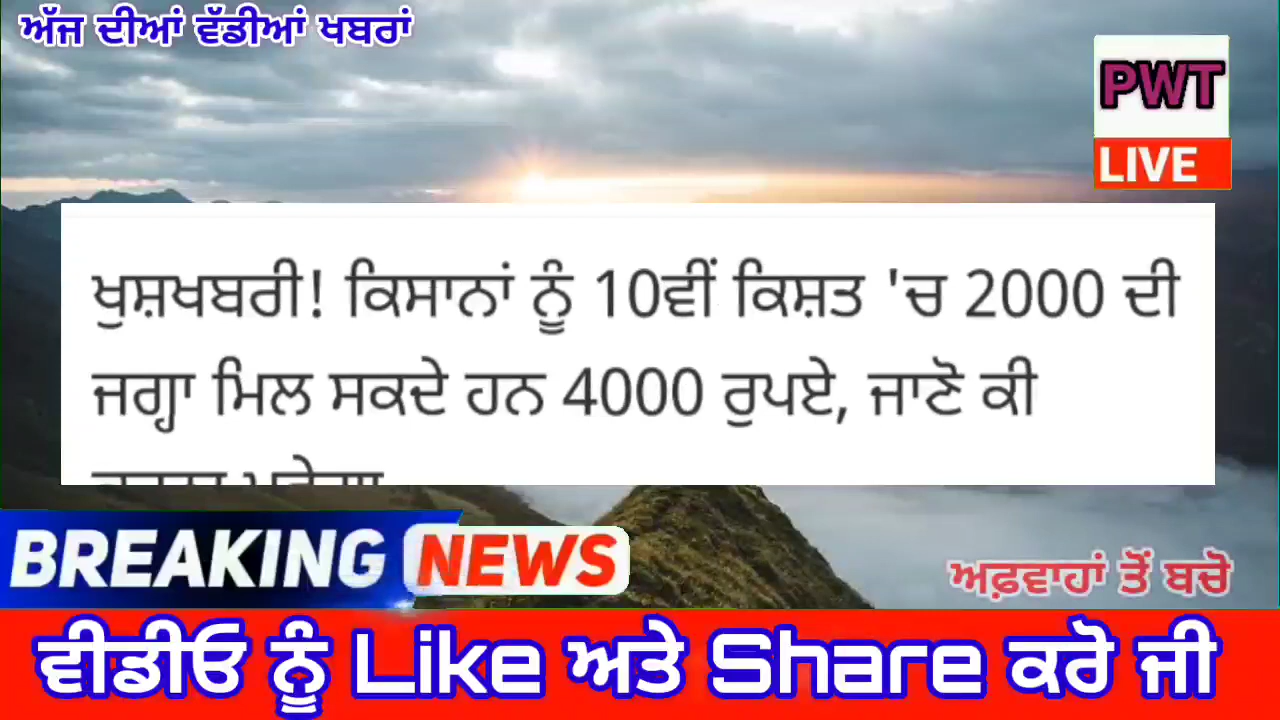 ਅੱਜ ਦੀਆਂ ਵੱਡੀਆਂ ਖਬਰਾਂ
PWT
LIVE
ਖੁਸ਼ਖਬਰੀ! ਕਿਸਾਨਾਂ ਨੂੰ 10ਵੀਂ ਕਿਸ਼ਤ 'ਚ 2000 ਦੀ
ਜਗ੍ਹਾ ਮਿਲ ਸਕਦੇ ਹਨ 4000 ਰੁਪਏ, ਜਾਣੋ ਕੀ
BREAKING NEWS
ਅਫ਼ਵਾਹਾਂ ਤੋਂ ਬਚੋ
ਵੀਡੀਓ ਨੂੰ Like ਅਤੇ Share ਕਰੋ ਜੀ